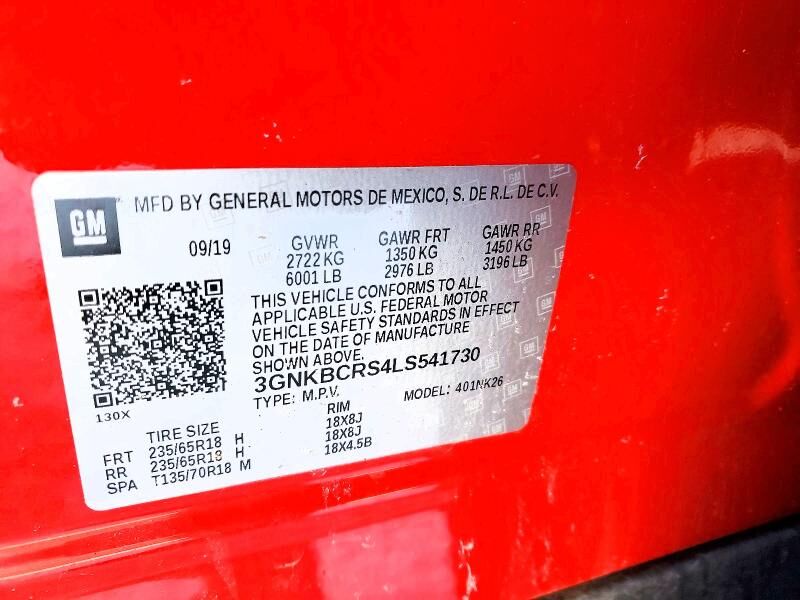 GM
MFD BY GENERAL MOTORS DE MEXICO, S. DE R.L. DE C.V.
09/19 GVWR GAWR FRT GAWR RR
2722 KG 1350 KG 1450 KG
6001 LB 2976 LB 3196 LB
THIS VEHICLE CONFORMS TO ALL
APPLICABLE U.S. FEDERAL MOTOR
VEHICLE SAFETY STANDARDS IN EFFECT
ON THE DATE OF MANUFACTURE
SHOWN ABOVE.
3GNKBCRS4LS541730
TYPE: M.P.V. MODEL: 401NK26
130X
TIRE SIZE RIM
FRT 235/65R18 H 18X8J
RR 235/65R18 H 18X8J
SPA T135/70R18 M 18X4.5B